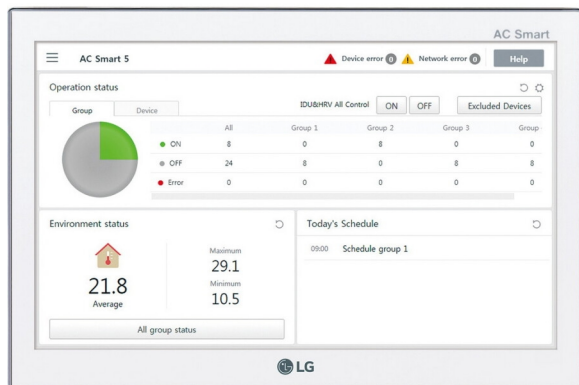 AC Smart
AC Smart 5
Device error 0
Network error 0
Help
Operation status
Group
Device
IDU&HRV All Control
ON
OFF
Excluded Devices
All Group 1 Group 2 Group 3 Group
ON 8 0 8 0 0
OFF 24 8 0 8 8
Error 0 0 0 0 0
Environment status
21.8
Average
Maximum
29.1
Minimum
10.5
All group status
Today's Schedule
09:00 Schedule group 1
LG